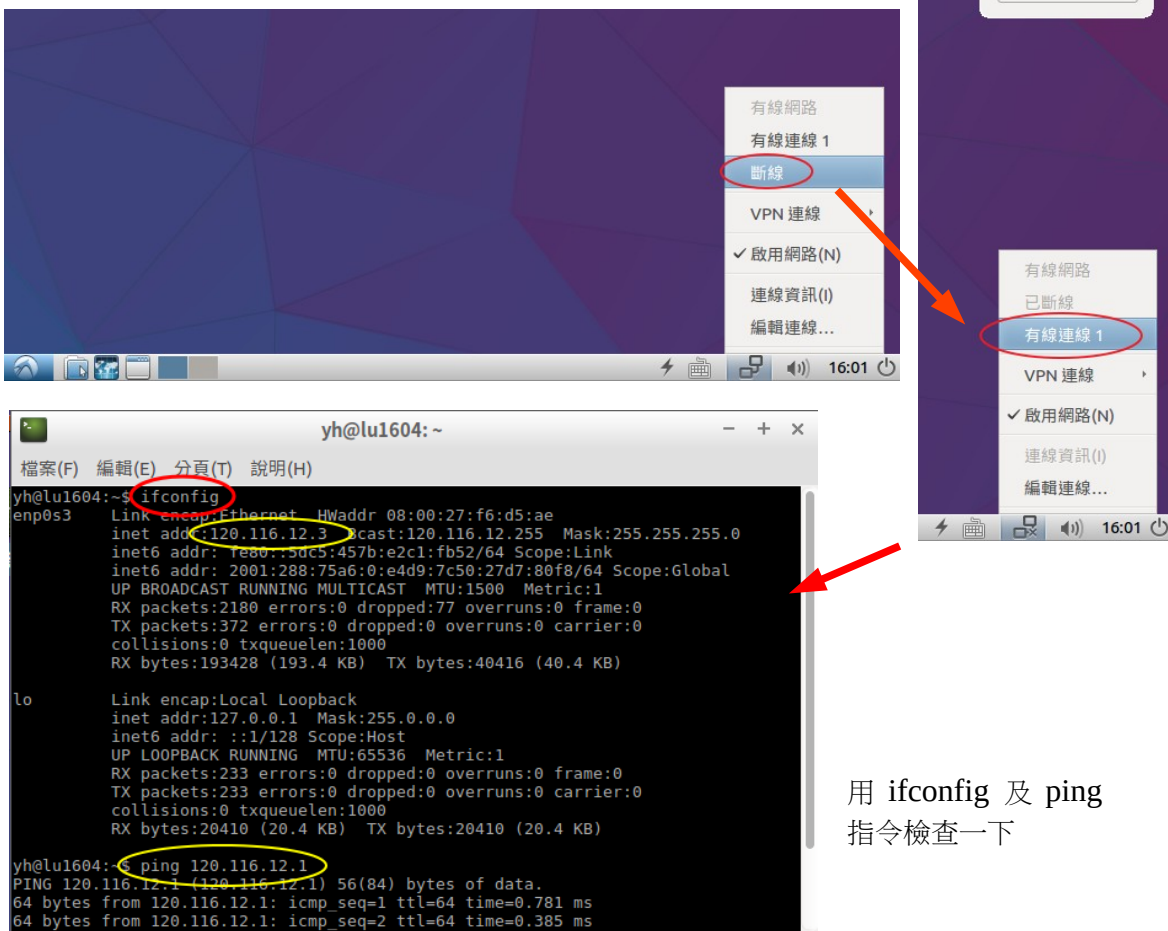 有線網路
有線連線 1
斷線
VPN 連線
✓ 啟用網路(N)
連線資訊(I)
編輯連線...
16:01
有線網路
已斷線
有線連線 1
VPN 連線
✓ 啟用網路(N)
連線資訊(I)
編輯連線...
16:01
yh@lu1604: ~
檔案(F) 編輯(E) 分頁(T) 說明(H)
yh@lu1604:~$ ifconfig
enp0s3 Link encap:Ethernet HWaddr 08:00:27:f6:d5:ae
inet addr:120.116.12.3 Bcast:120.116.12.255 Mask:255.255.255.0
inet6 addr: fe80::5dc5:457b:e2c1:fb52/64 Scope:Link
inet6 addr: 2001:288:75a6:0:e4d9:7c50:27d7:80f8/64 Scope:Global
UP BROADCAST RUNNING MULTICAST MTU:1500 Metric:1
RX packets:2180 errors:0 dropped:77 overruns:0 frame:0
TX packets:372 errors:0 dropped:0 overruns:0 carrier:0
collisions:0 txqueuelen:1000
RX bytes:193428 (193.4 KB) TX bytes:40416 (40.4 KB)
lo Link encap:Local Loopback
inet addr:127.0.0.1 Mask:255.0.0.0
inet6 addr: ::1/128 Scope:Host
UP LOOPBACK RUNNING MTU:65536 Metric:1
RX packets:233 errors:0 dropped:0 overruns:0 frame:0
TX packets:233 errors:0 dropped:0 overruns:0 carrier:0
collisions:0 txqueuelen:1000
RX bytes:20410 (20.4 KB) TX bytes:20410 (20.4 KB)
yh@lu1604:~$ ping 120.116.12.1
PING 120.116.12.1 (120.116.12.1) 56(84) bytes of data.
64 bytes from 120.116.12.1: icmp_seq=1 ttl=64 time=0.781 ms
64 bytes from 120.116.12.1: icmp_seq=2 ttl=64 time=0.385 ms
用 ifconfig 及 ping
指令檢查一下